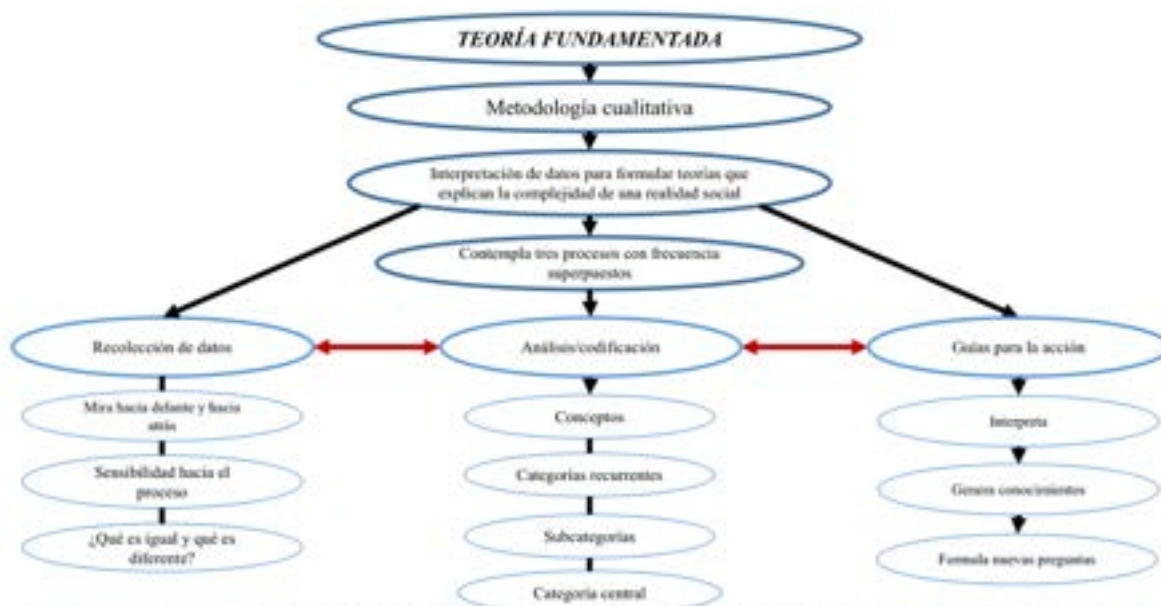 TEORÍA FUNDAMENTADA
Metodología cualitativa
Interpretación de datos para formular teorías que
explican la complejidad de una realidad social
Contempla tres procesos con frecuencia
superpuestos
Recolección de datos
Análisis/codificación
Guías para la acción
Mira hacia delante y hacia
atrás
Conceptos
Interpreta
Sensibilidad hacia el
proceso
Categorías recurrentes
Genera conocimientos
¿Qué es igual y qué es
diferente?
Subcategorías
Formula nuevas preguntas
Categoría central